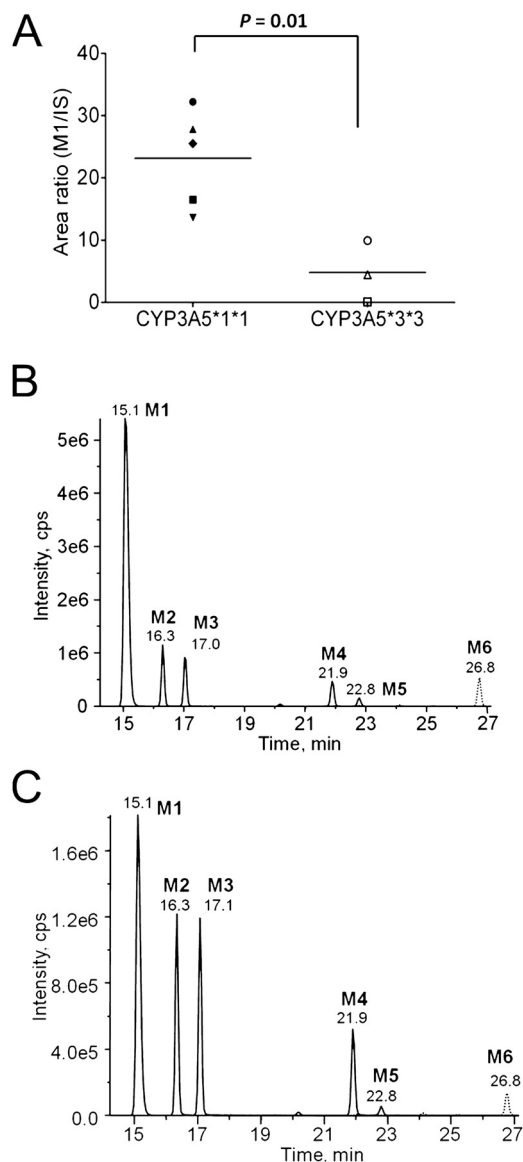 A
P = 0.01
40
30
20
10
0
Area ratio (M1/IS)
CYP3A5*1*1 CYP3A5*3*3
B
15.1 M1
5e6
4e6
3e6
2e6
1e6
0
Intensity, cps
M2
16.3
M3
17.0
M4
21.9
22.8 M5
M6
26.8
15 17 19 21 23 25 27
Time, min
C
15.1 M1
1.6e6
1.2e6
8.0e5
4.0e5
0.0
Intensity, cps
M2
16.3
M3
17.1
M4
21.9
M5
22.8
M6
26.8
15 17 19 21 23 25 27
Time, min